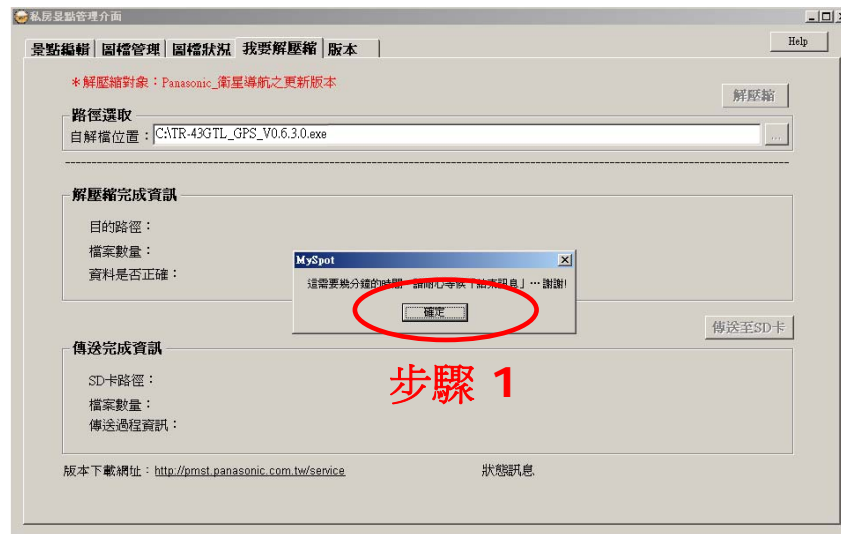 私房景點管理介面
景點編輯 圖檔管理 圖檔狀況 我要解壓縮 版本
Help
*解壓縮對象：Panasonic_衛星導航之更新版本
解壓縮
路徑選取
自解檔位置：C:\TR-43GTL_GPS_V0.6.3.0.exe ...
解壓縮完成資訊
目的路徑：
檔案數量：
資料是否正確：
MySpot
這需要幾分鐘的時間 請耐心等候「結束訊息」…謝謝!
確定
傳送至SD卡
傳送完成資訊
SD卡路徑：
檔案數量：
傳送過程資訊：
步驟 1
版本下載網址：http://pmst.panasonic.com.tw/service
狀態訊息